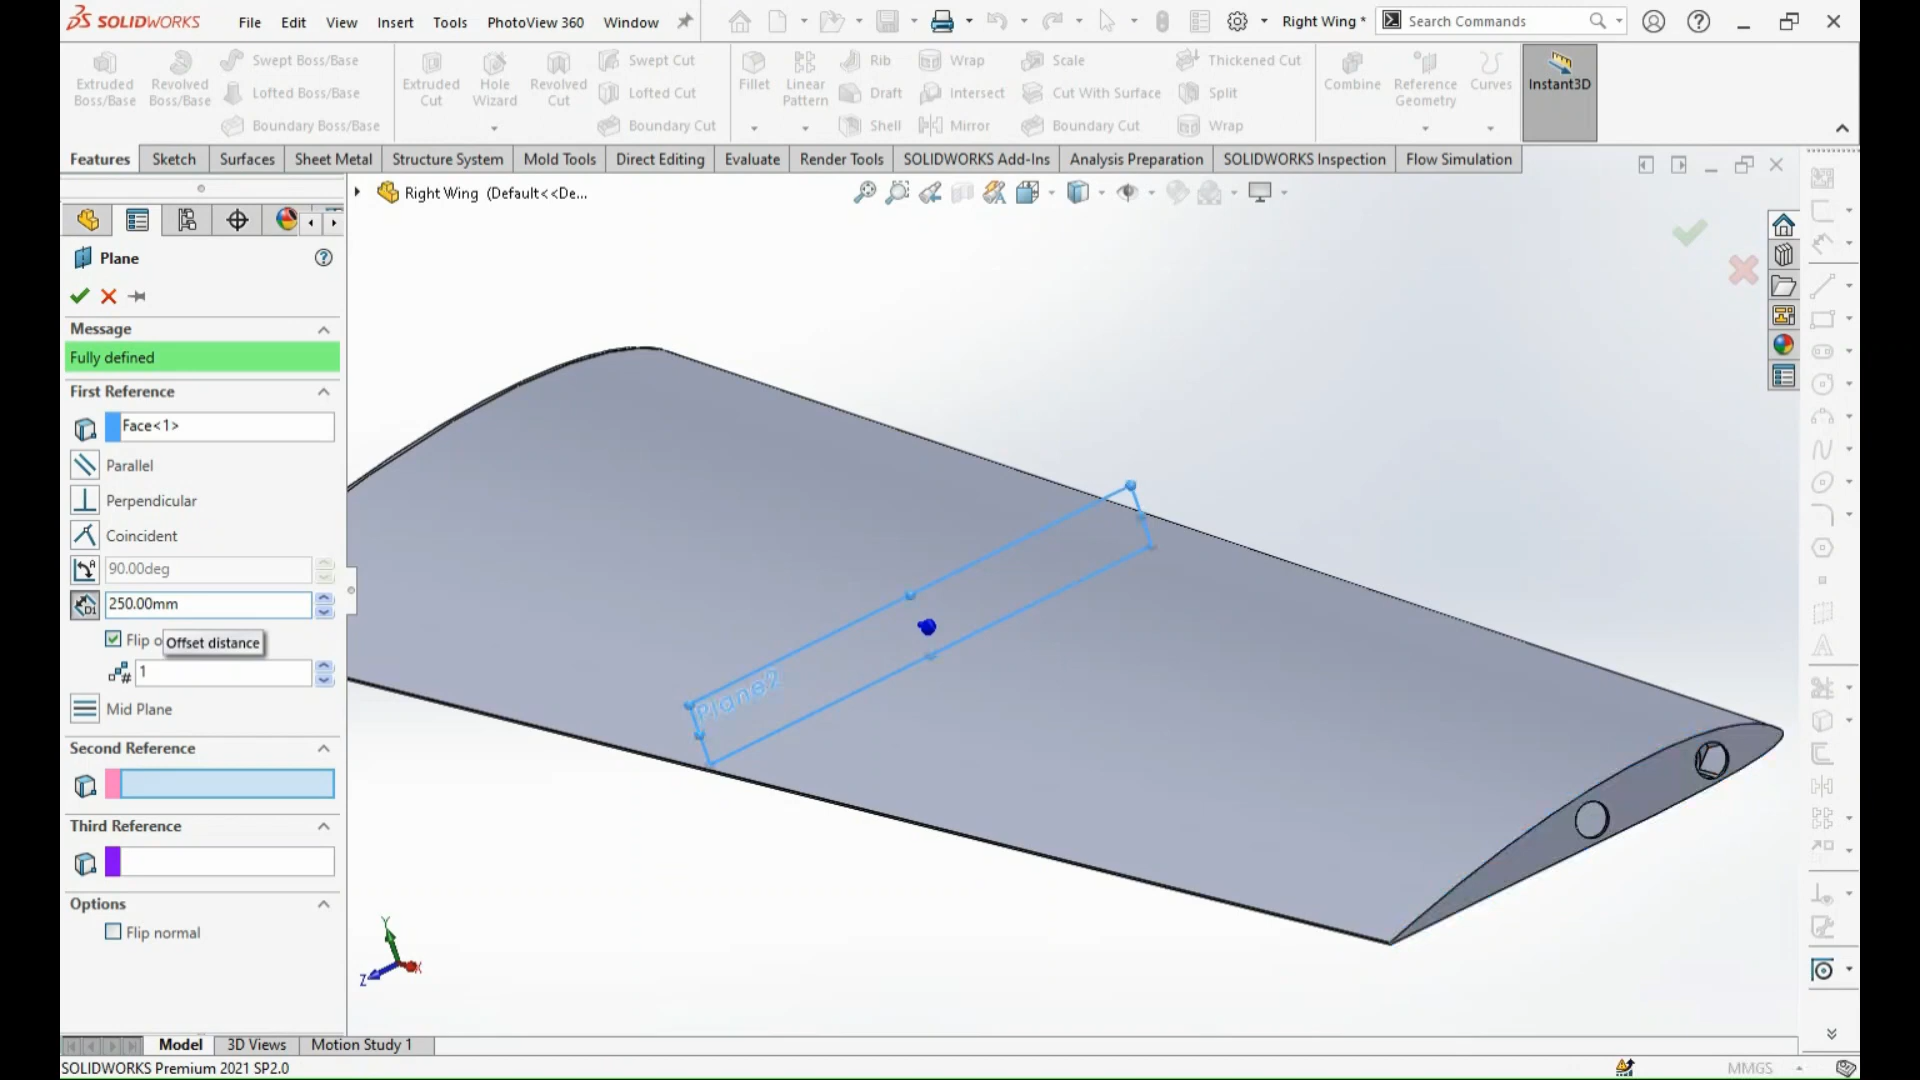 SOLIDWORKS File Edit View Insert Tools PhotoView 360 Window Right Wing * Search Commands
Extruded Boss/Base
Revolved Boss/Base
Swept Boss/Base
Lofted Boss/Base
Boundary Boss/Base
Extruded Cut
Hole Wizard
Revolved Cut
Swept Cut
Lofted Cut
Boundary Cut
Fillet
Linear Pattern
Rib
Draft
Shell
Wrap
Intersect
Mirror
Scale
Cut With Surface
Boundary Cut
Thickened Cut
Split
Wrap
Combine
Reference Geometry
Curves
Instant3D
Features Sketch Surfaces Sheet Metal Structure System Mold Tools Direct Editing Evaluate Render Tools SOLIDWORKS Add-Ins Analysis Preparation SOLIDWORKS Inspection Flow Simulation
Right Wing (Default<<De...
Plane
Message
Fully defined
First Reference
Face<1>
Parallel
Perpendicular
Coincident
90.00deg
250.00mm
Flip o
Offset distance
1
Mid Plane
Second Reference
Third Reference
Options
Flip normal
Plane2
Y
Z
X
Model 3D Views Motion Study 1
SOLIDWORKS Premium 2021 SP2.0 MMGS